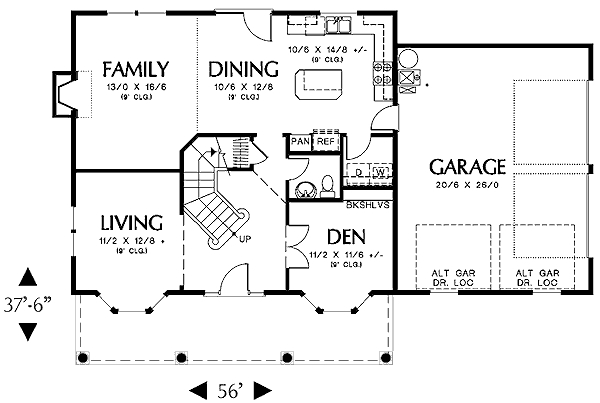 FAMILY
13/0 X 16/6
(9' CLG.)
DINING
10/6 X 12/8
(9' CLG.)
10/6 X 14/8 +/-
(9' CLG.)
PAN
REF
D
W
GARAGE
20/6 X 26/0
LIVING
11/2 X 12/8 +
(9' CLG.)
UP
BKSHLVS
DEN
11/2 X 11/6 +/-
(9' CLG.)
ALT GAR
DR. LOC
ALT GAR
DR. LOC
37'-6"
56'